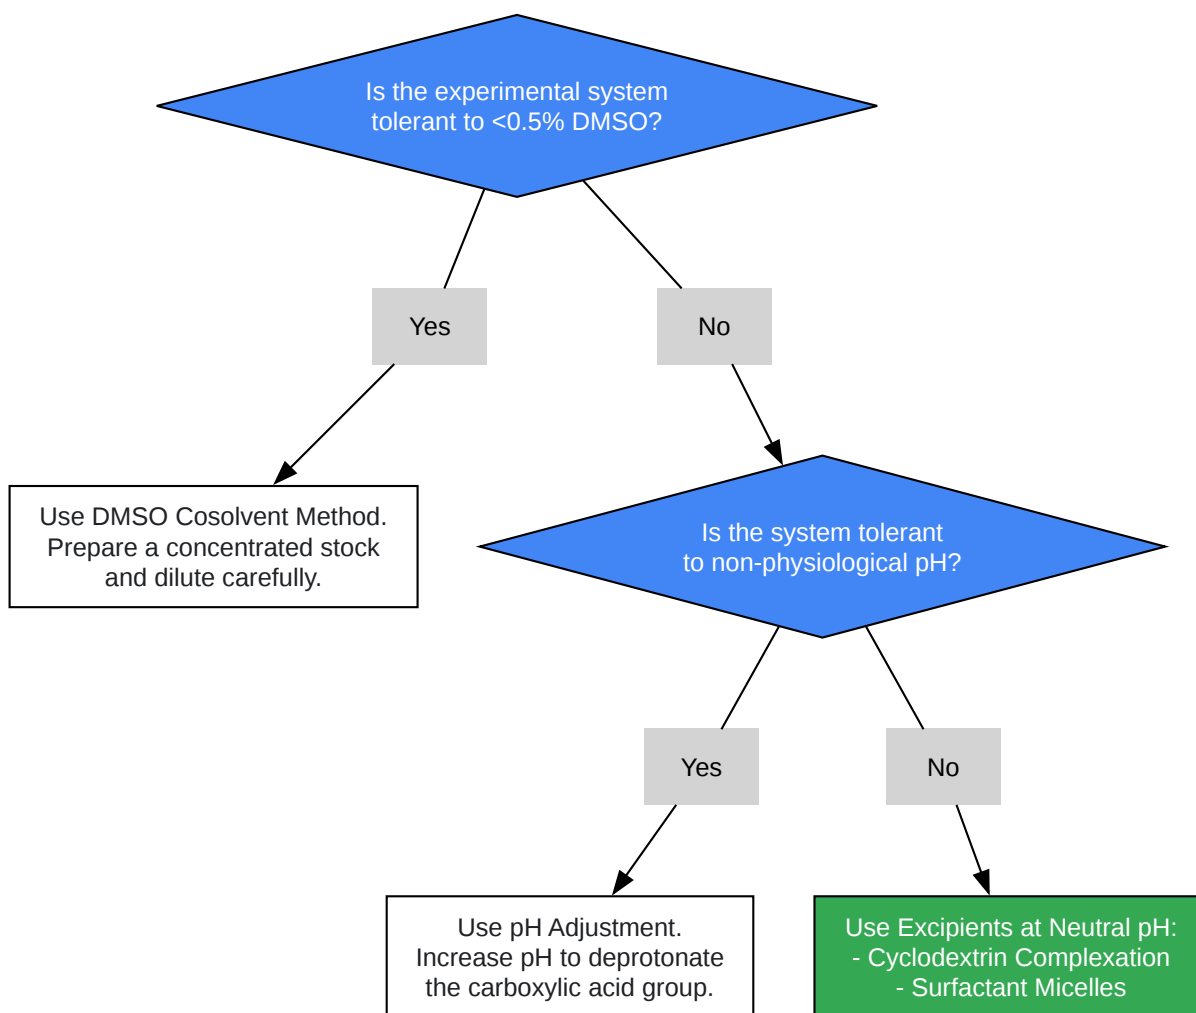 Is the experimental system
tolerant to <0.5% DMSO?
Yes
No
Use DMSO Cosolvent Method.
Prepare a concentrated stock
and dilute carefully.
Is the system tolerant
to non-physiological pH?
Yes
No
Use pH Adjustment.
Increase pH to deprotonate
the carboxylic acid group.
Use Excipients at Neutral pH:
- Cyclodextrin Complexation
- Surfactant Micelles